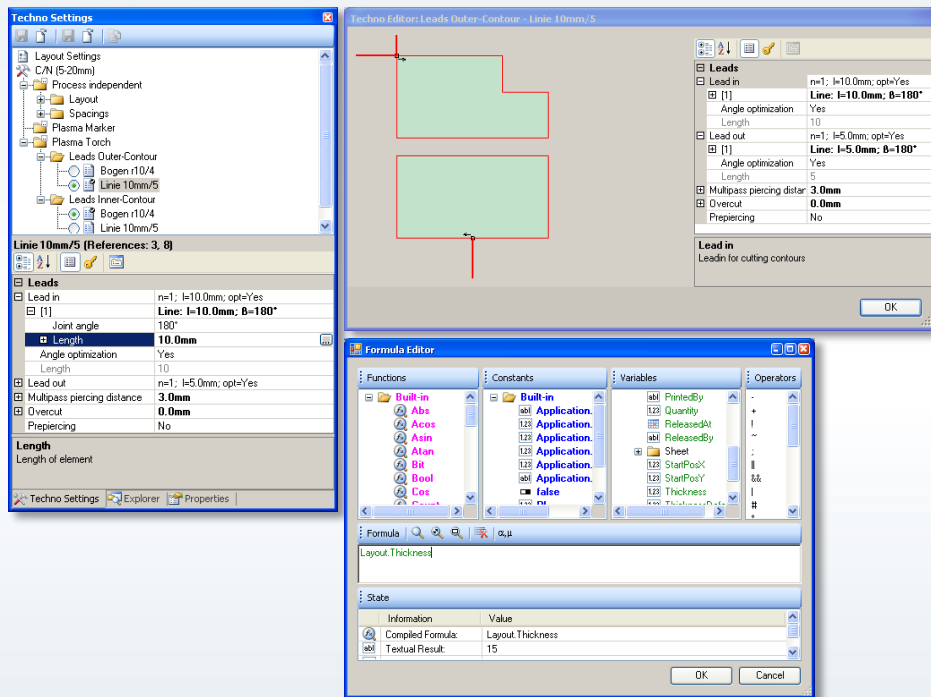 Techno Settings
Layout Settings
C/N (5-20mm)
Process independent
Layout
Spacings
Plasma Marker
Plasma Torch
Leads Outer-Contour
Bogen r10/4
Linie 10mm/5
Leads Inner-Contour
Bogen r10/4
Linie 10mm/5
Linie 10mm/5 (References: 3, 8)
Leads
Lead in n=1; l=10.0mm; opt=Yes
[1] Line: l=10.0mm; ß=180°
Joint angle 180°
Length 10.0mm ...
Angle optimization Yes
Length 10
Lead out n=1; l=5.0mm; opt=Yes
Multipass piercing distance 3.0mm
Overcut 0.0mm
Prepiercing No
Length
Length of element
Techno Settings Explorer Properties
Techno Editor: Leads Outer-Contour - Linie 10mm/5
Leads
Lead in n=1; l=10.0mm; opt=Yes
[1] Line: l=10.0mm; ß=180°
Angle optimization Yes
Length 10
Lead out n=1; l=5.0mm; opt=Yes
[1] Line: l=5.0mm; ß=180°
Angle optimization Yes
Length 5
Multipass piercing distar 3.0mm
Overcut 0.0mm
Prepiercing No
Lead in
Leadin for cutting contours
OK
Formula Editor
Functions
Built-in
Abs
Acos
Asin
Atan
Bit
Bool
Cos
Constants
Built-in
Application.
Application.
Application.
Application.
Application.
Application.
false
Variables
PrintedBy
Quantity
ReleasedAt
ReleasedBy
Sheet
StartPosX
StartPosY
Thickness
Operators
-
+
!
~
;
||
&&
|
#
Formula α,μ
Layout.Thickness
State
Information Value
Compiled Formula: Layout.Thickness
Textual Result: 15
OK Cancel